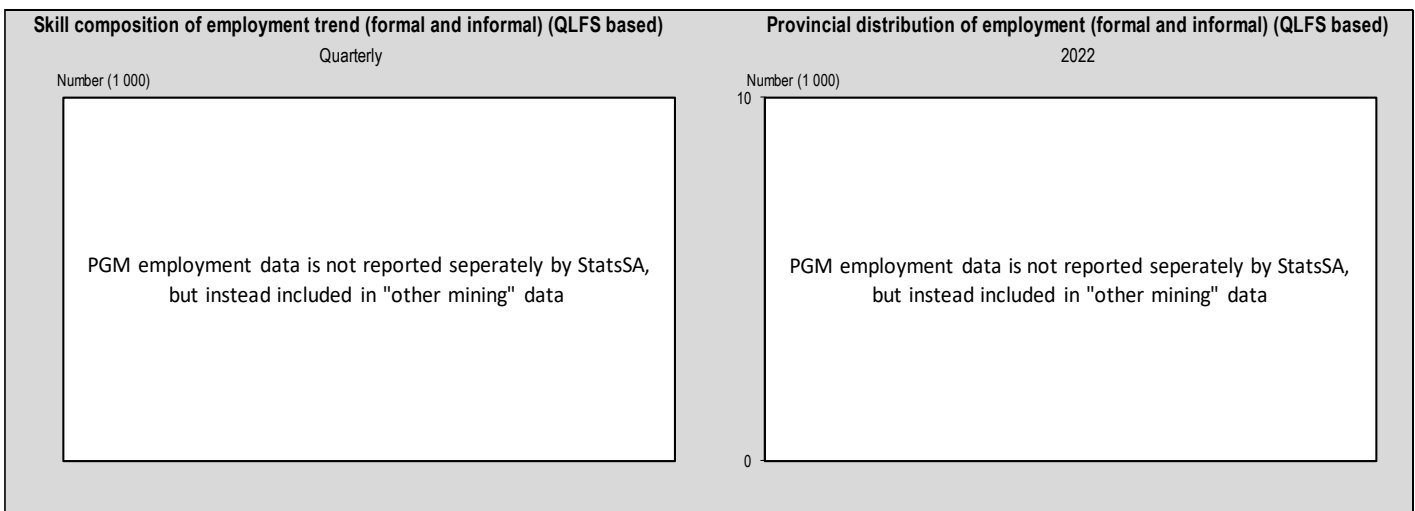 Skill composition of employment trend (formal and informal) (QLFS based)
Quarterly
Number (1 000)
PGM employment data is not reported seperately by StatsSA,
but instead included in "other mining" data
Provincial distribution of employment (formal and informal) (QLFS based)
2022
Number (1 000)
10
PGM employment data is not reported seperately by StatsSA,
but instead included in "other mining" data
0